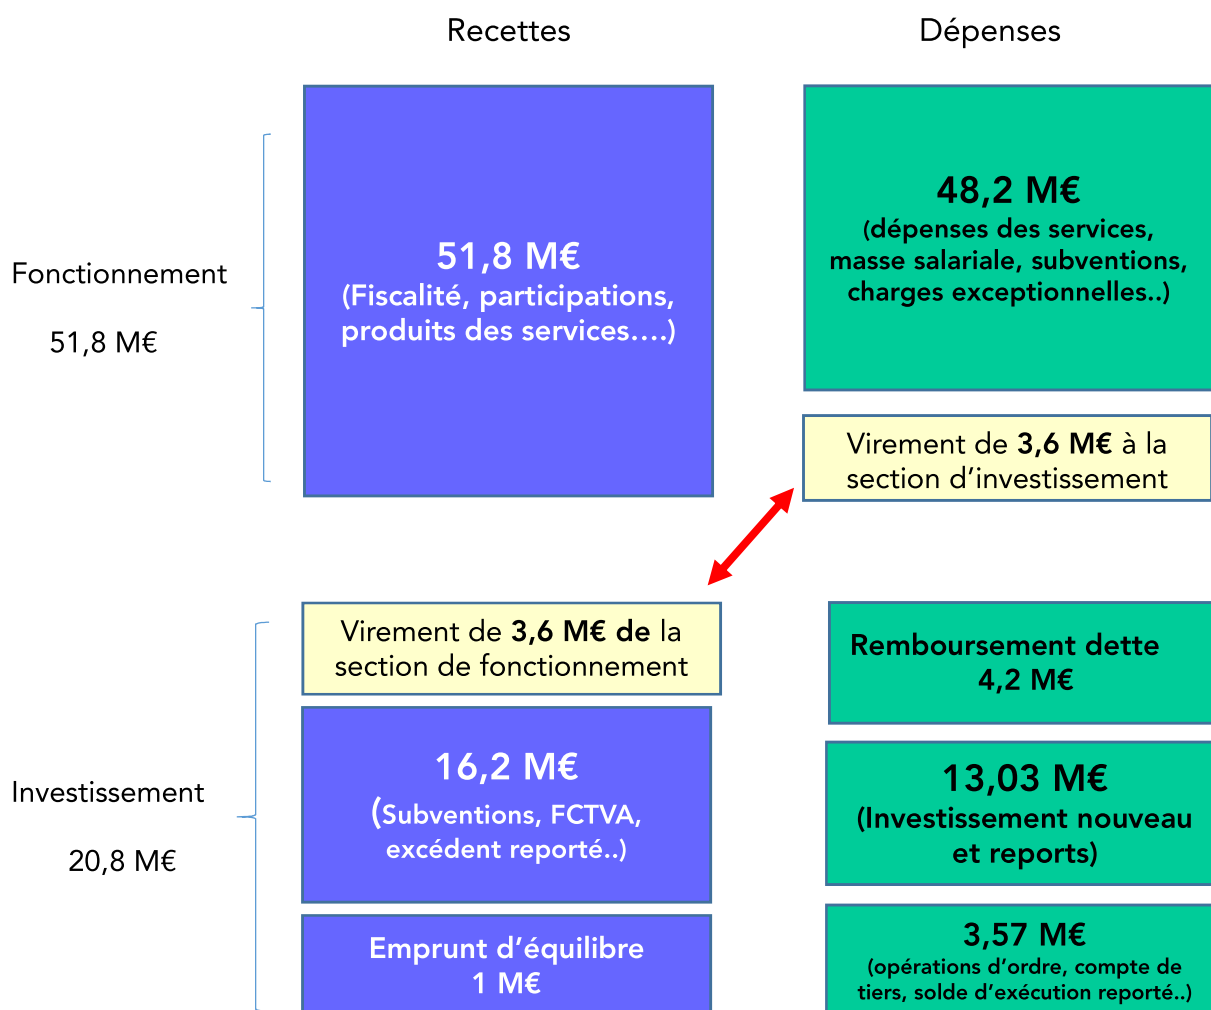 Recettes
Dépenses
Fonctionnement
51,8 M€
51,8 M€
(Fiscalité, participations,
produits des services….)
48,2 M€
(dépenses des services,
masse salariale, subventions,
charges exceptionnelles..)
Virement de 3,6 M€ à la
section d’investissement
Investissement
20,8 M€
Virement de 3,6 M€ de la
section de fonctionnement
16,2 M€
(Subventions, FCTVA,
excédent reporté..)
Emprunt d’équilibre
1 M€
Remboursement dette
4,2 M€
13,03 M€
(Investissement nouveau
et reports)
3,57 M€
(opérations d’ordre, compte de
tiers, solde d’exécution reporté..)